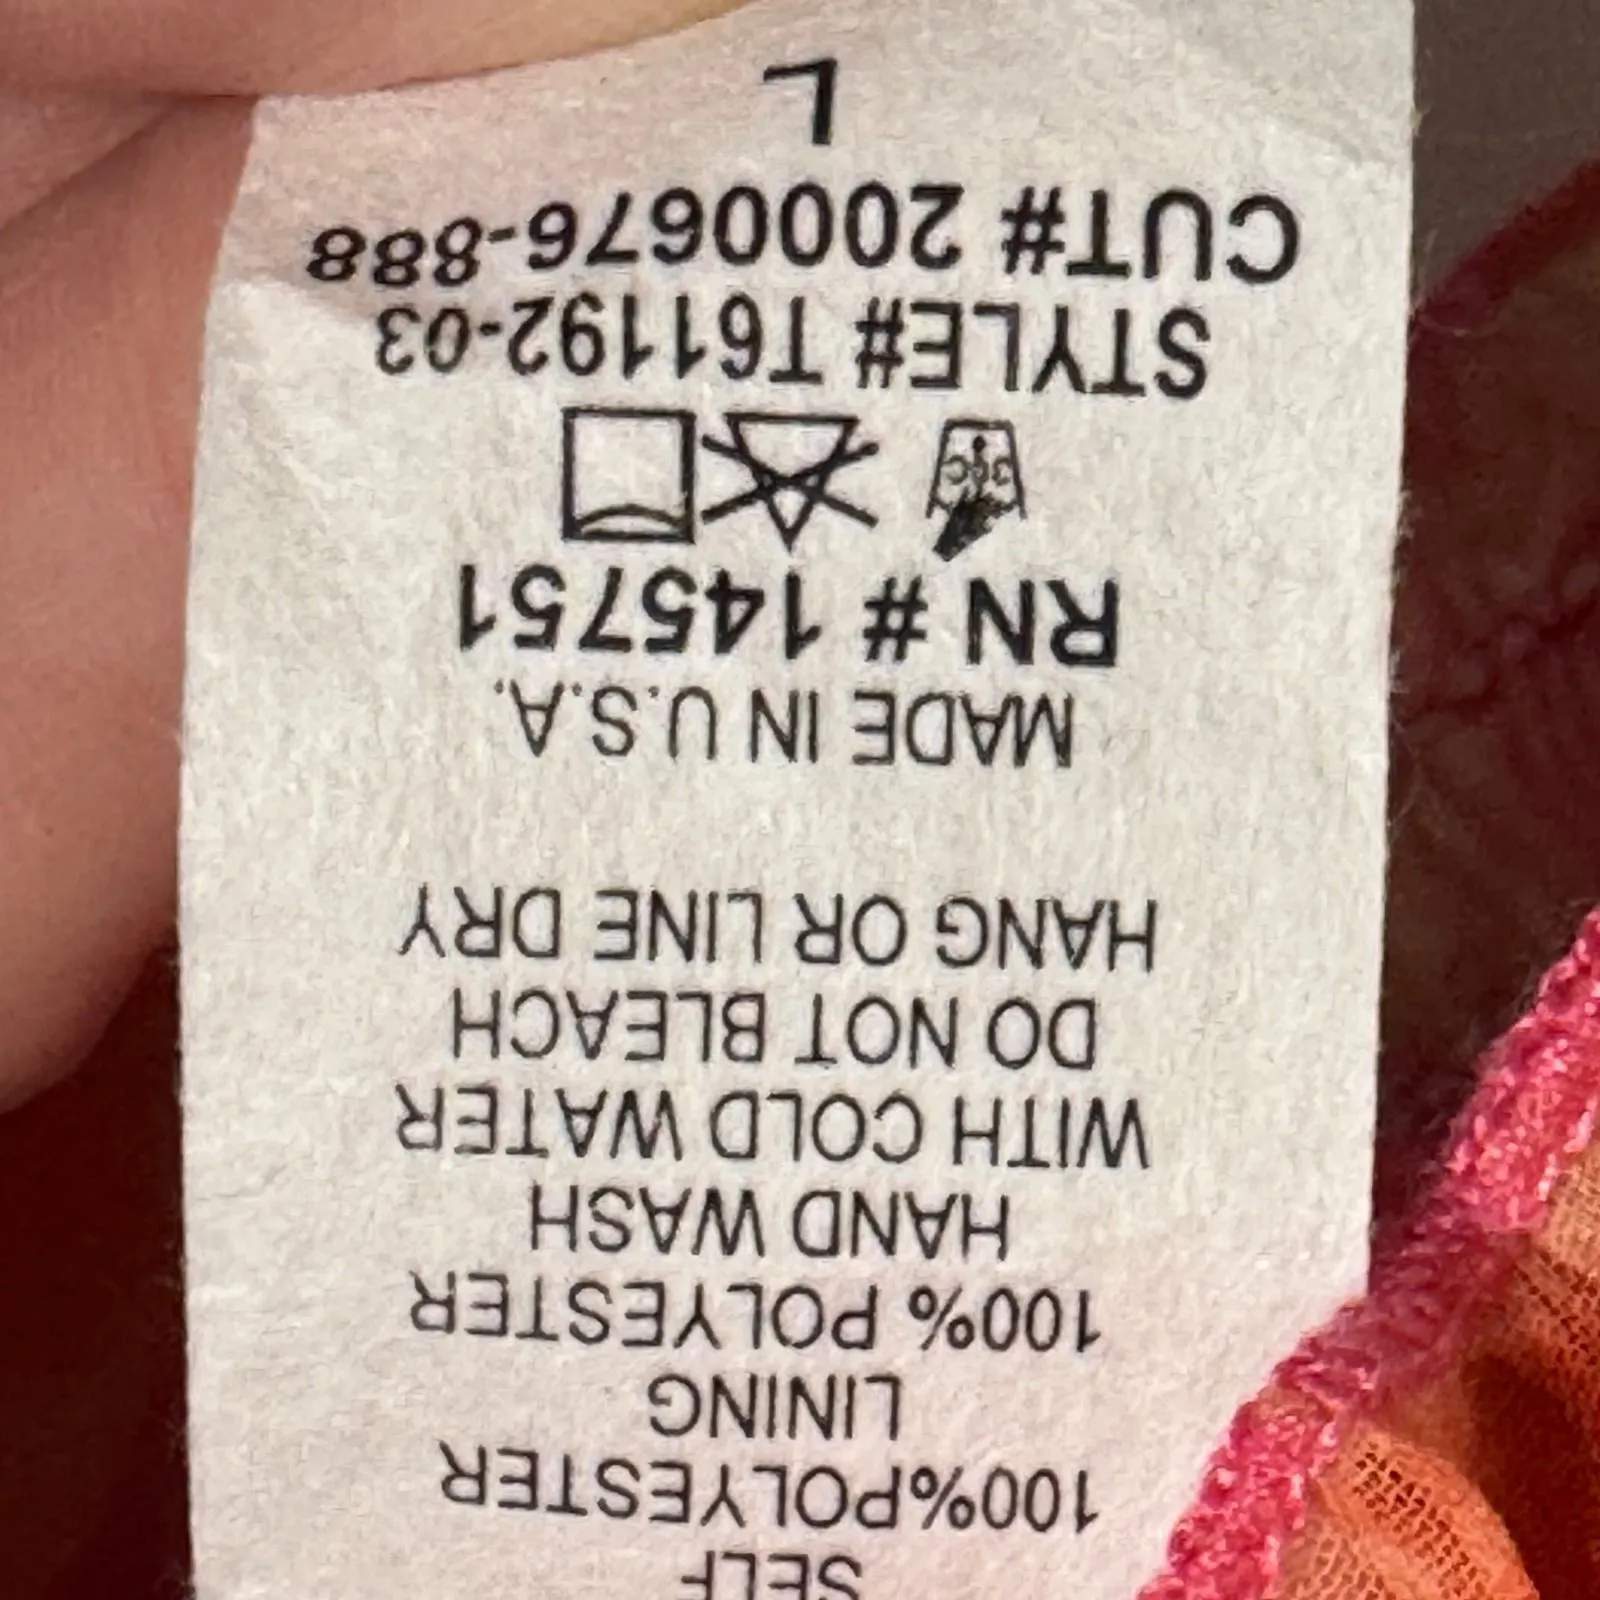 SELF
100%POLYESTER
LINING
100% POLYESTER
HAND WASH
WITH COLD WATER
DO NOT BLEACH
HANG OR LINE DRY
MADE IN U.S.A.
RN # 145751
STYLE# T61192-03
CUT# 200676-888
L